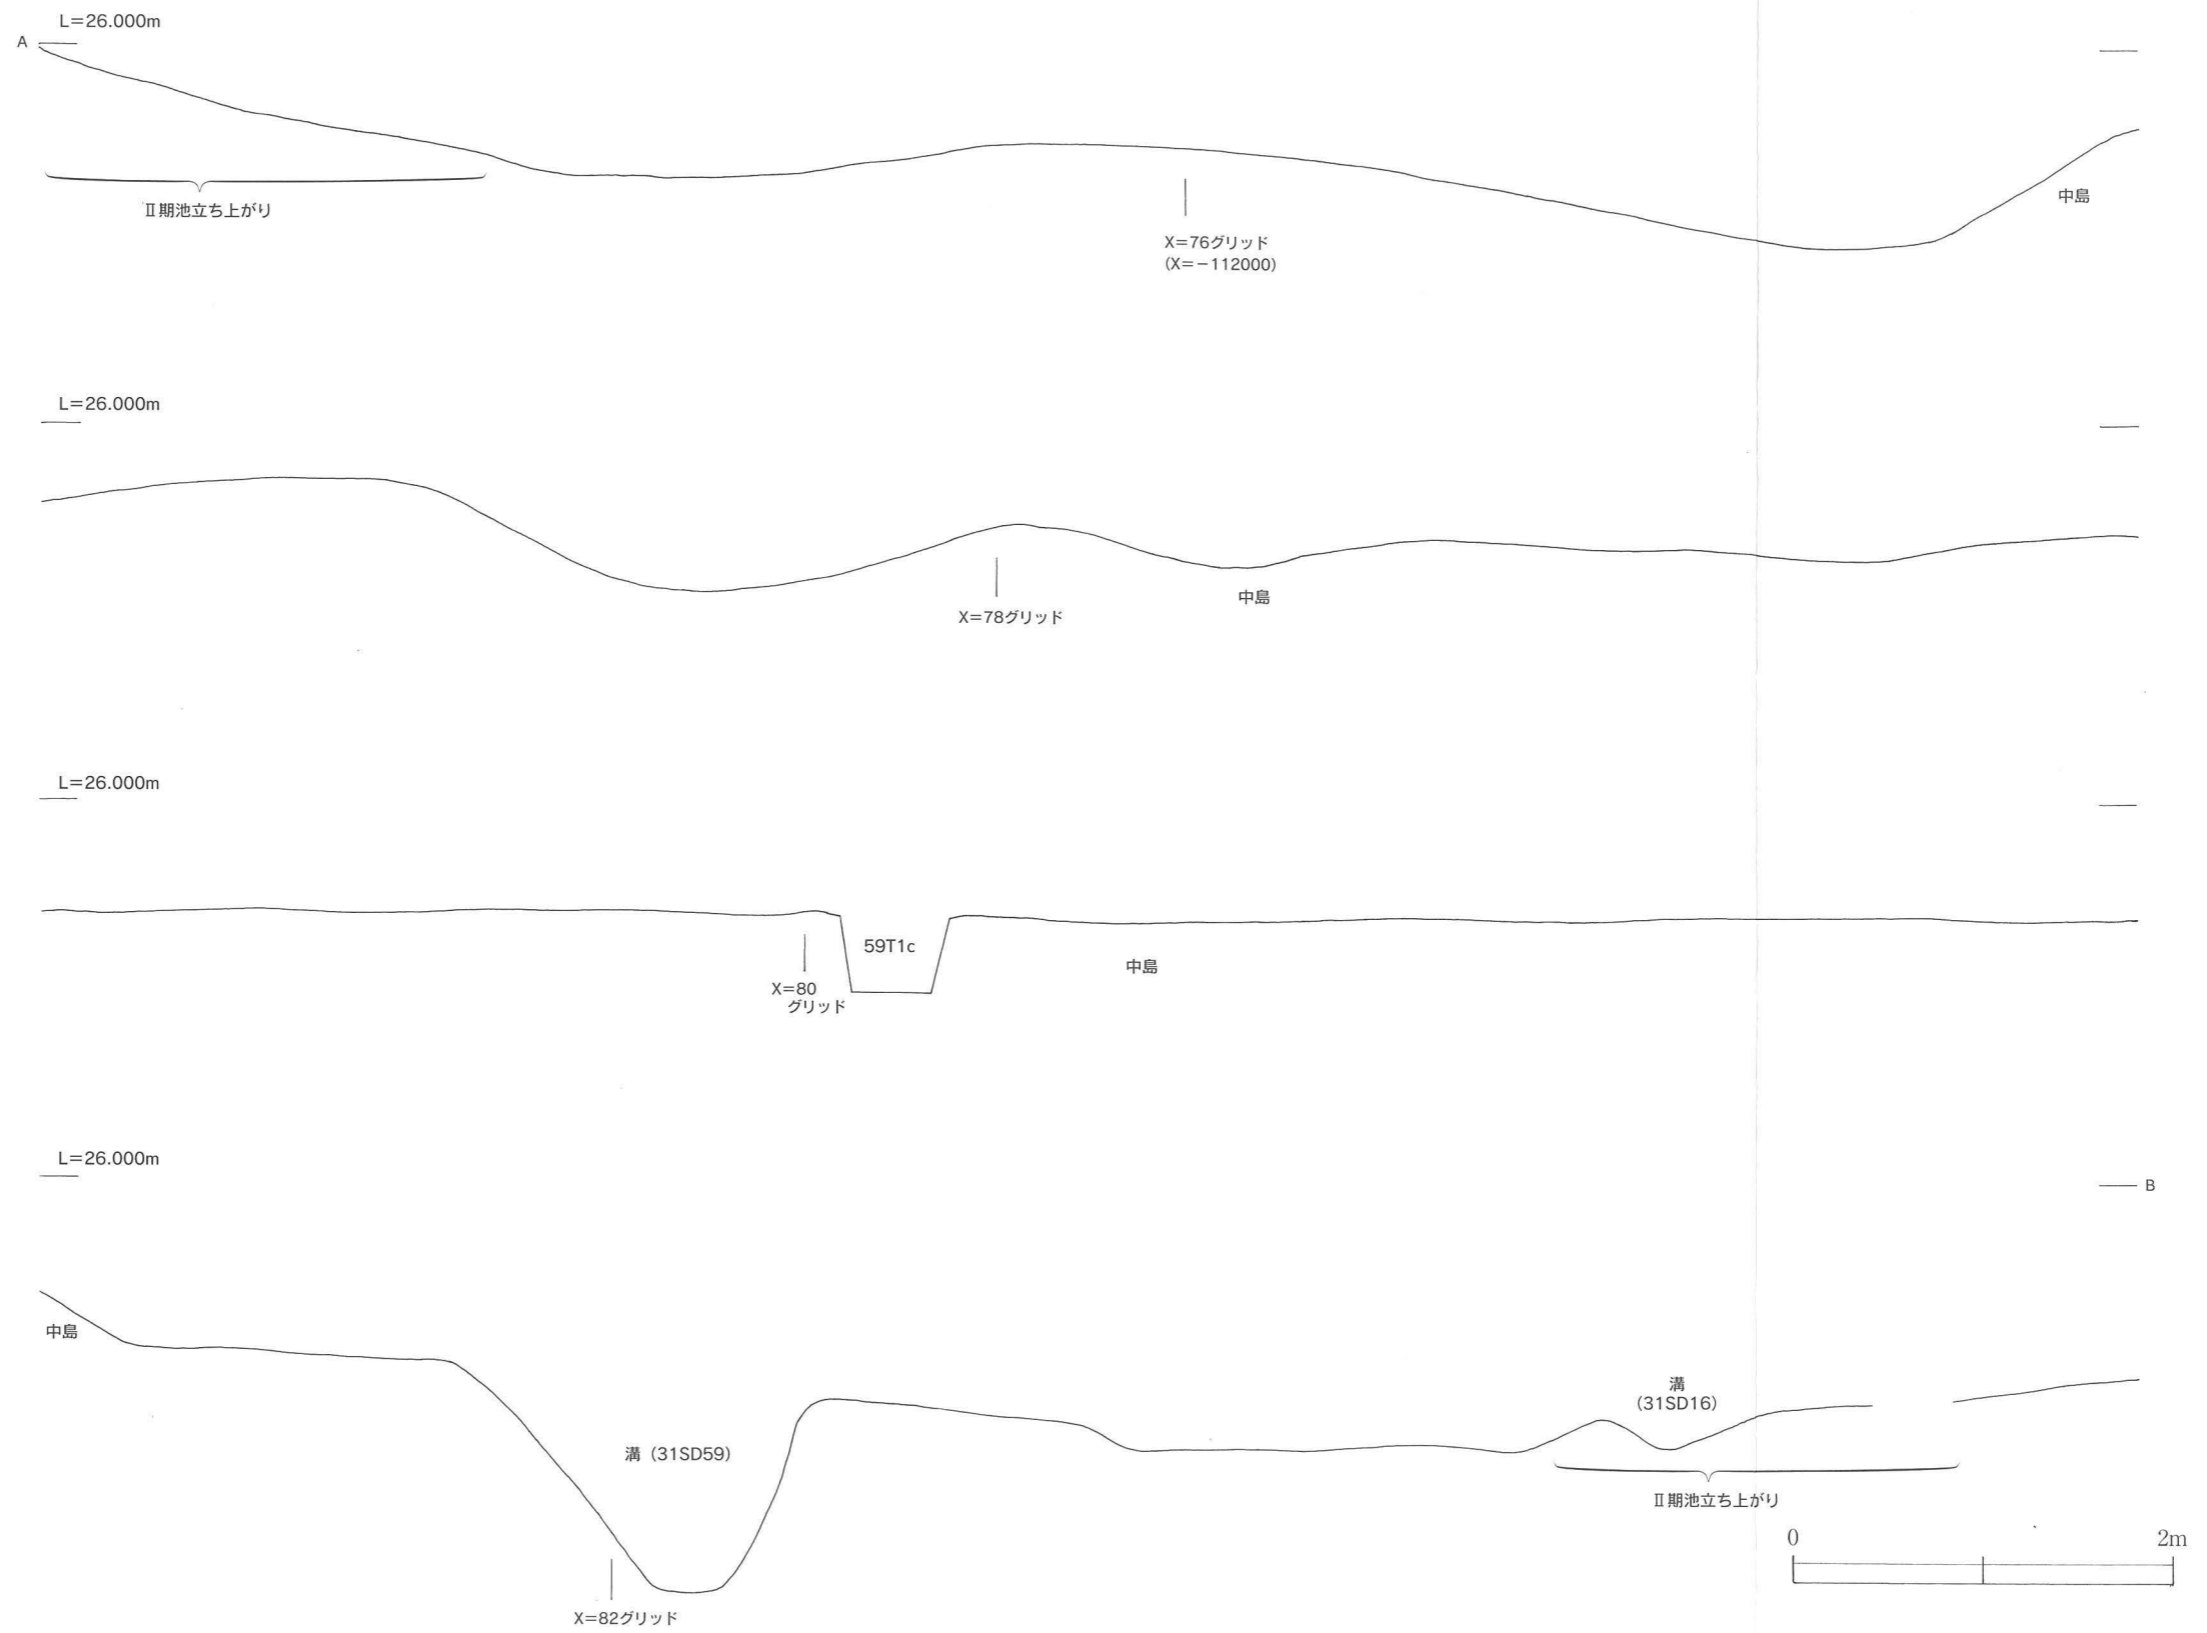 L=26.000m
A
Ⅱ期池立ち上がり
中島
X=76グリッド
(X=-112000)
L=26.000m
中島
X=78グリッド
L=26.000m
59T1c
中島
X=80
グリッド
L=26.000m
B
中島
溝
(31SD16)
溝(31SD59)
Ⅱ期池立ち上がり
0 2m
X=82グリッド